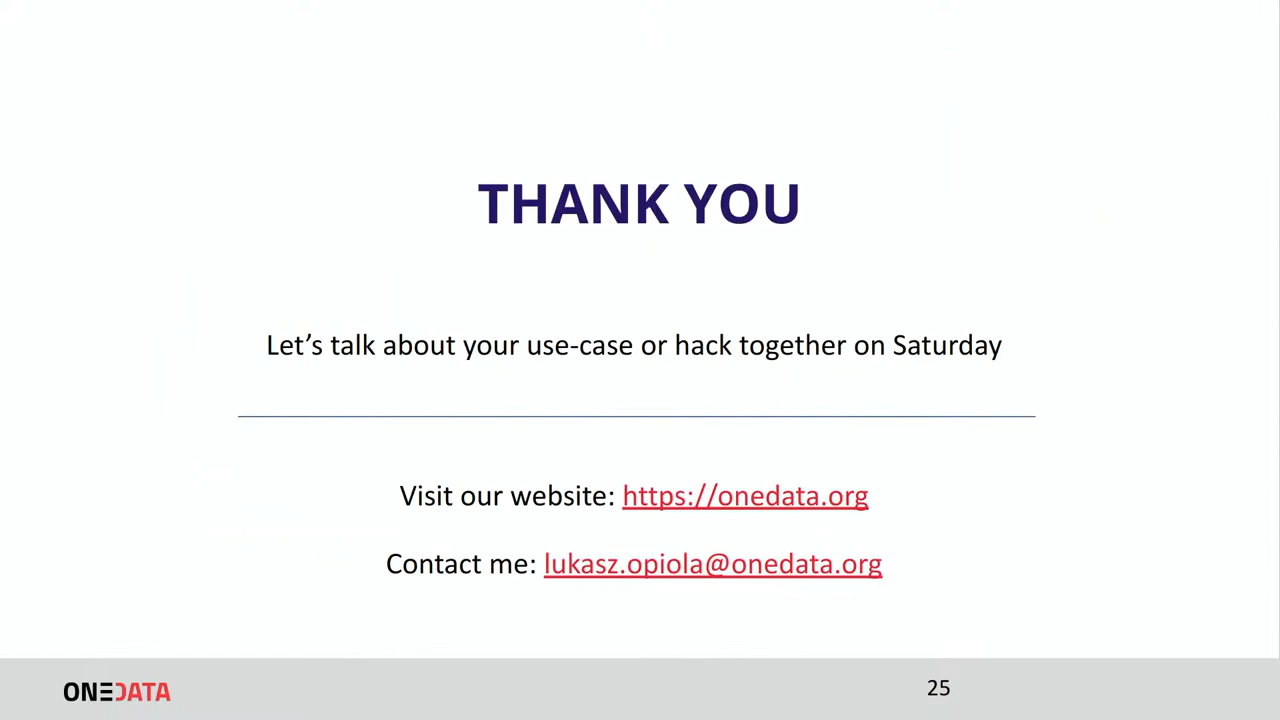 THANK YOU
Let’s talk about your use-case or hack together on Saturday
Visit our website: https://onedata.org
Contact me: lukasz.opiola@onedata.org
ONEDATA
25